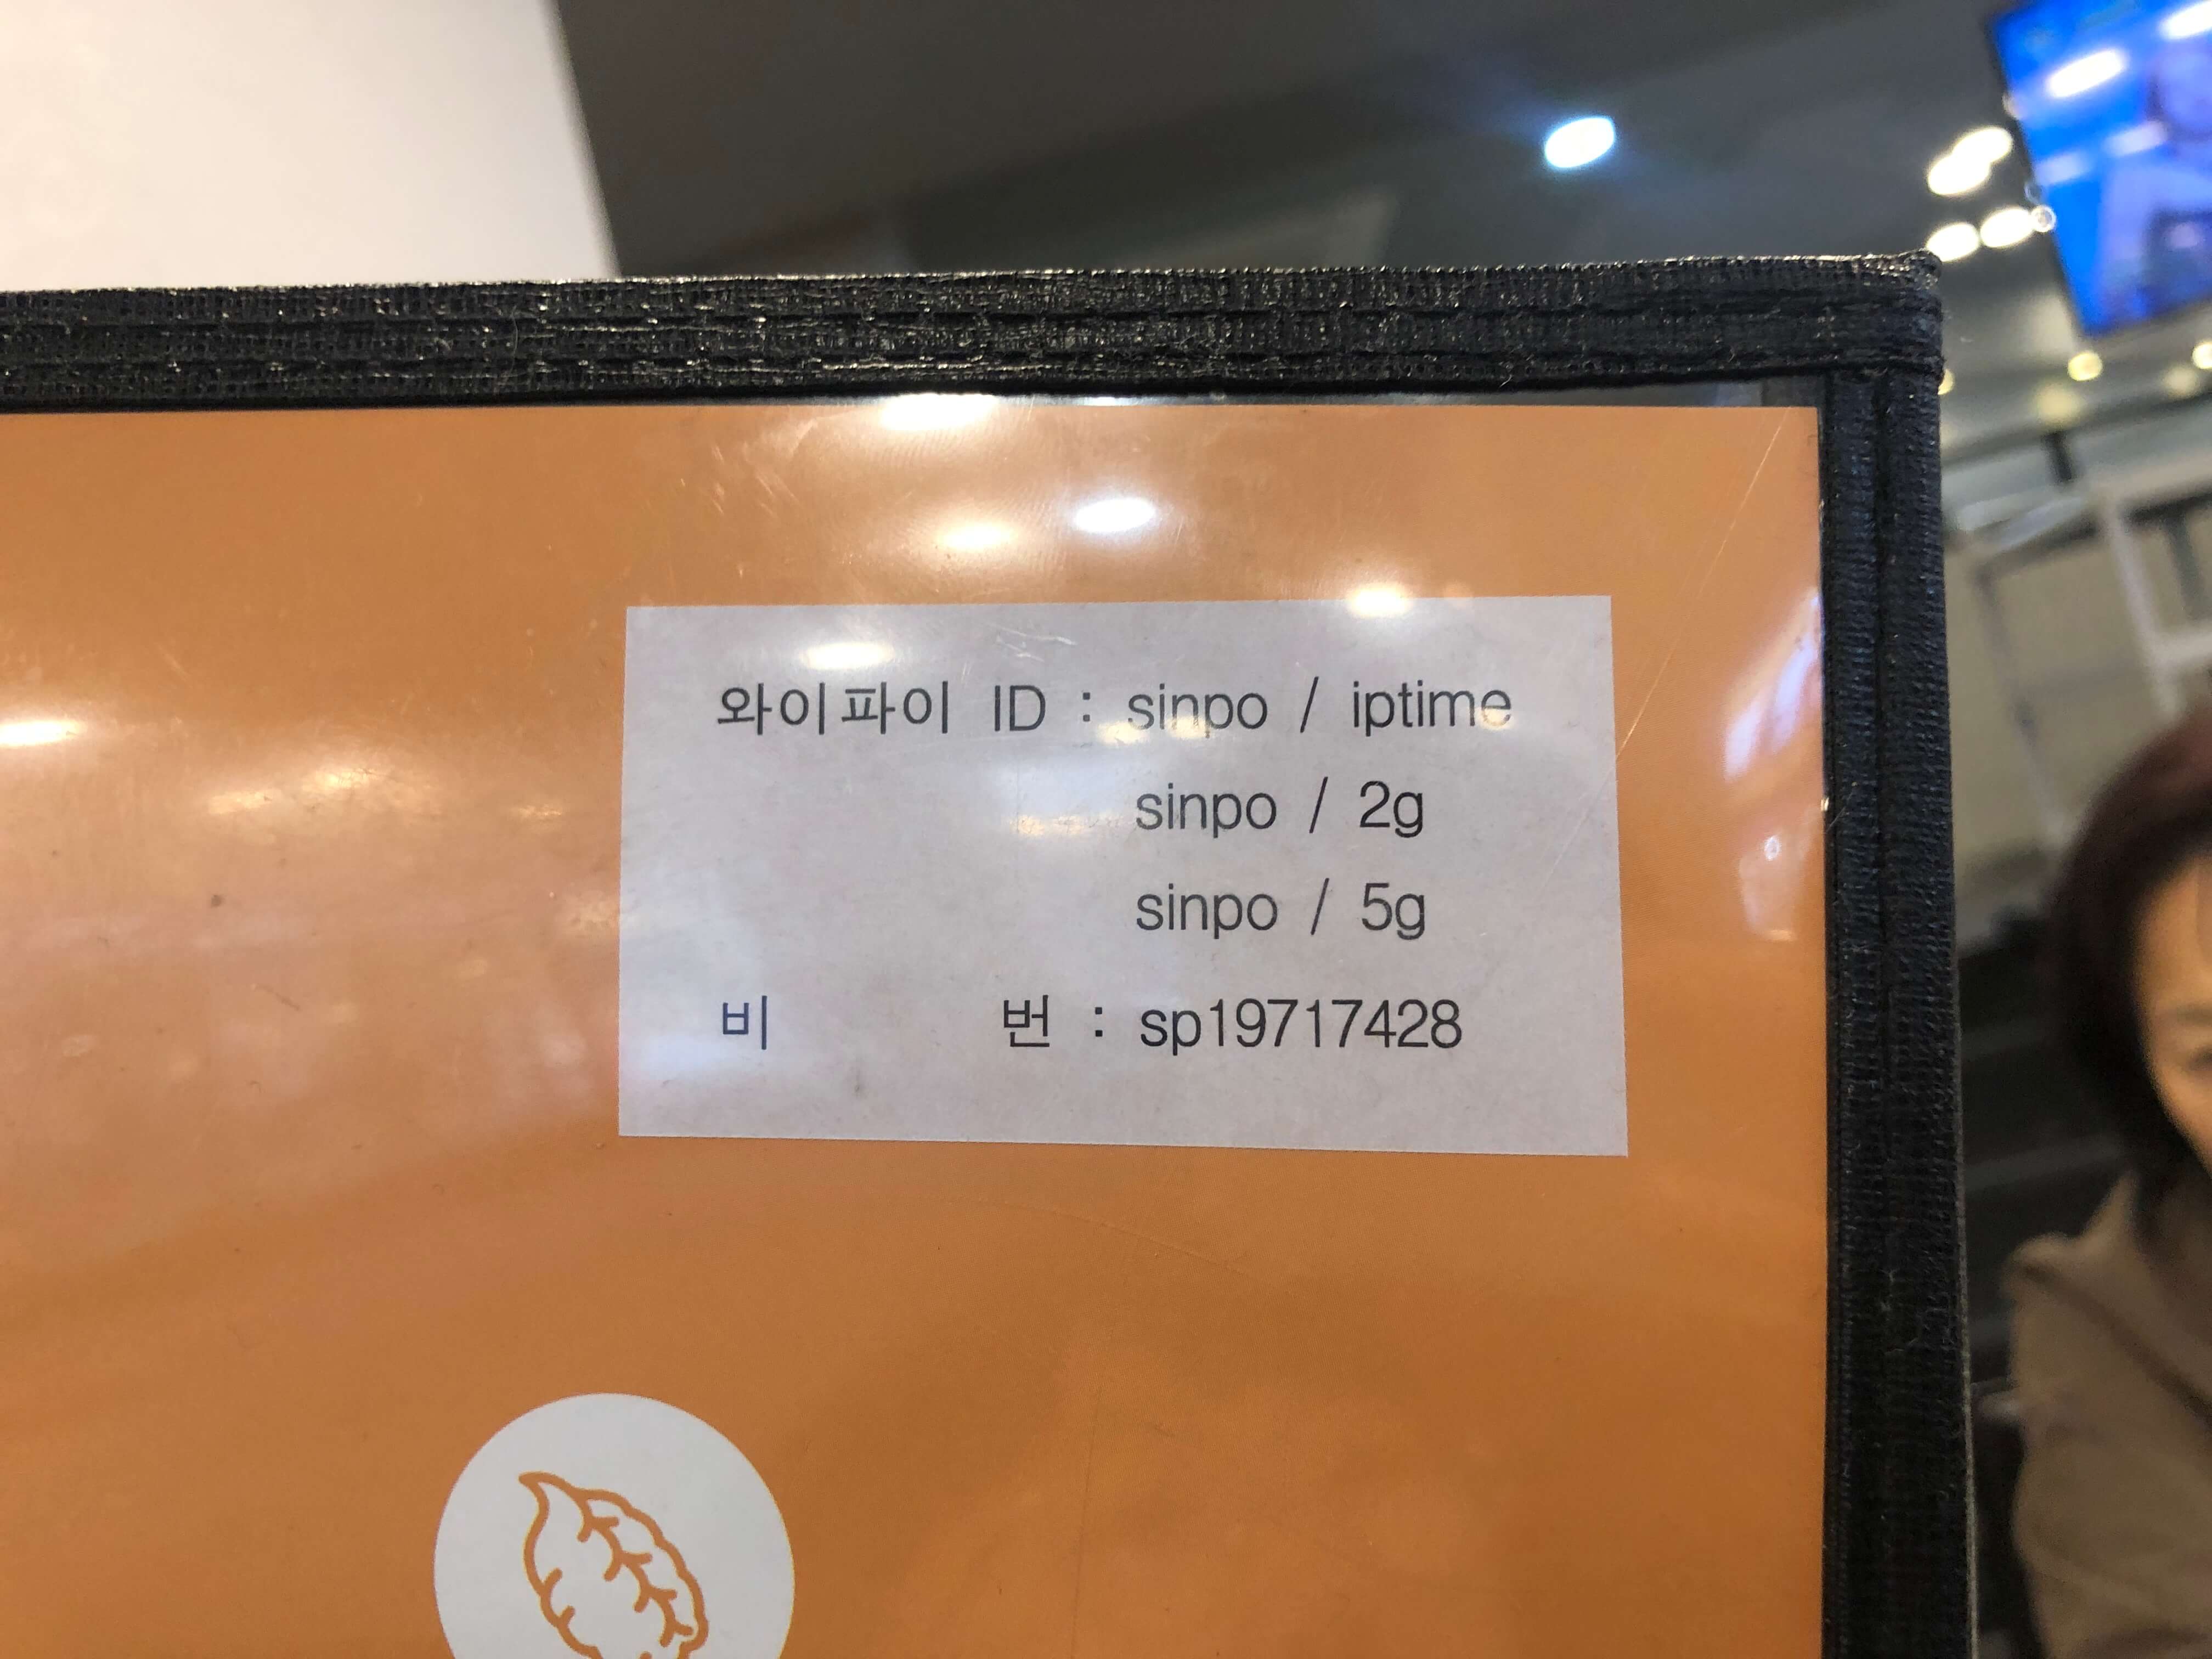 와이파이 ID : sinpo / iptime
sinpo / 2g
sinpo / 5g
비 번 : sp19717428